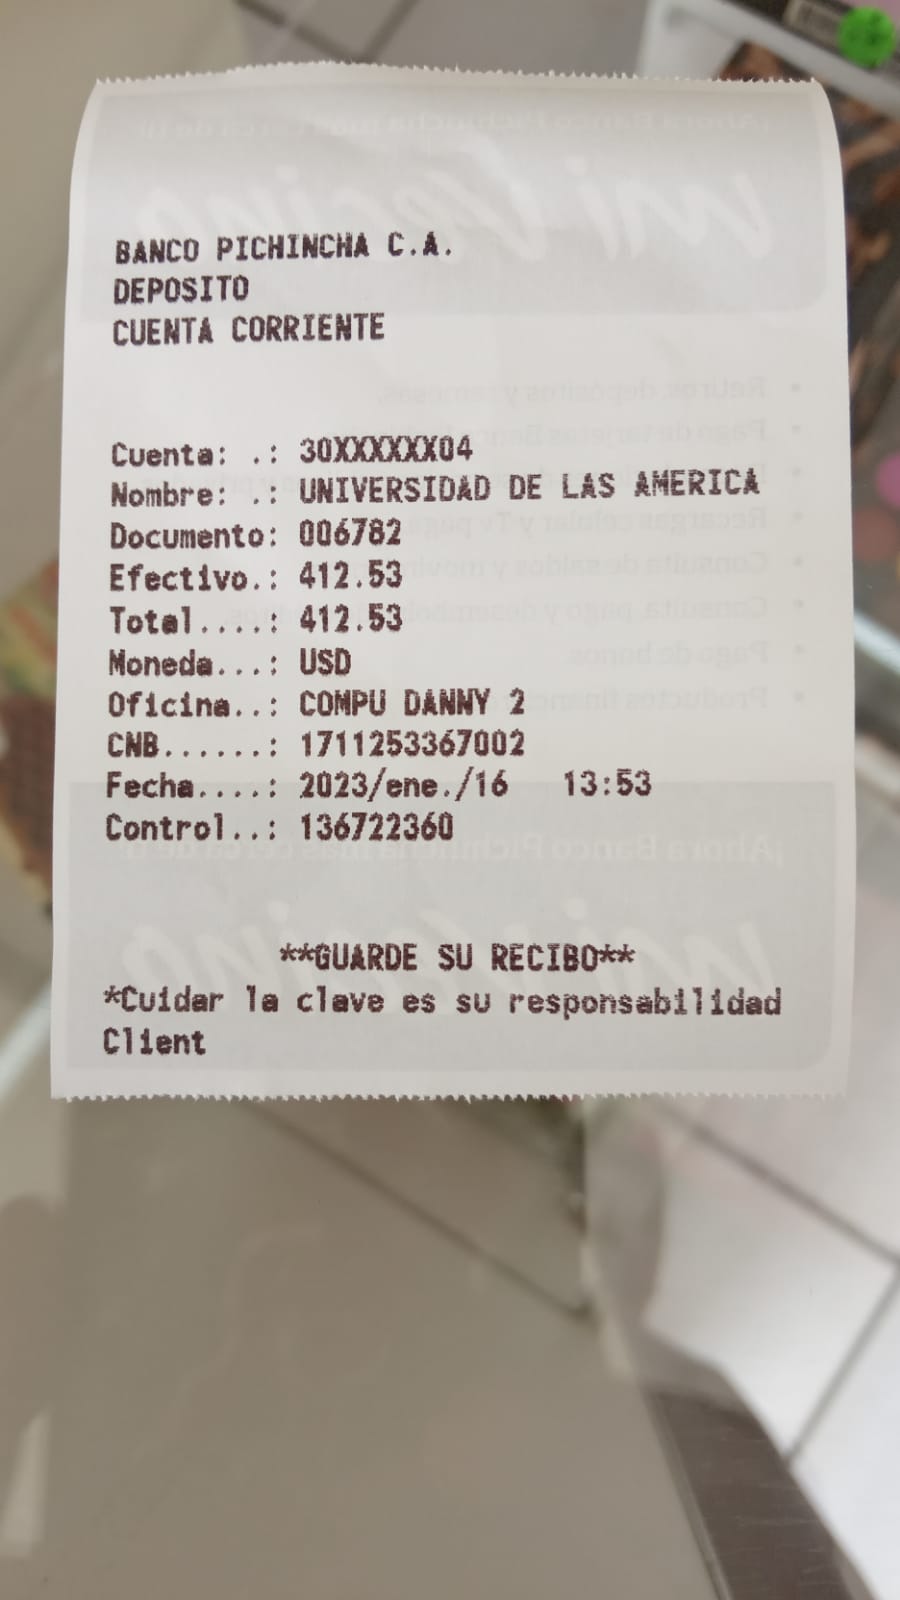 BANCO PICHINCHA C.A.
DEPOSITO
CUENTA CORRIENTE
Cuenta: .: 30XXXXXX04
Nombre: .: UNIVERSIDAD DE LAS AMERICA
Documento: 006782
Efectivo.: 412.53
Total....: 412.53
Moneda...: USD
Oficina..: COMPU DANNY 2
CNB......: 1711253367002
Fecha....: 2023/ene./16 13:53
Control..: 136722360
**GUARDE SU RECIBO**
*Cuidar la clave es su responsabilidad
Client